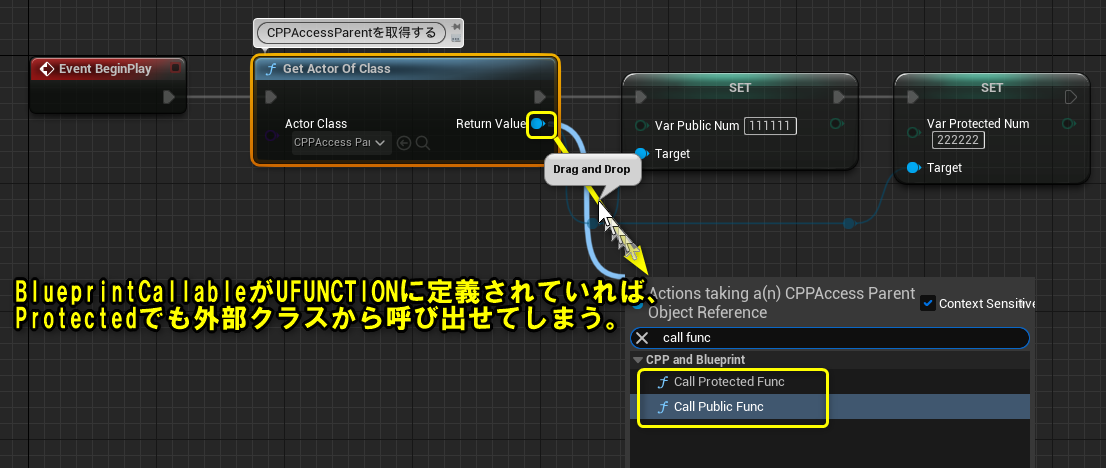 CPPAccessParentを取得する
Event BeginPlay
Get Actor Of Class
SET
SET
Actor Class
Return Value
CPPAccess Par
Var Public Num 111111
Target
Var Protected Num
222222
Target
Drag and Drop
BlueprintCallableがUFUNCTIONに定義されていれば、
Protectedでも外部クラスから呼び出せてしまう。
Actions taking a(n) CPPAccess Parent
Object Reference
Context Sensitive
call func
CPP and Blueprint
Call Protected Func
Call Public Func